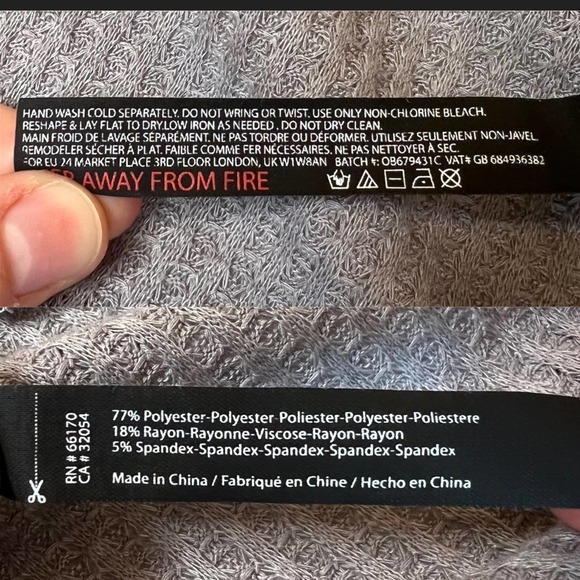 HAND WASH COLD SEPARATELY. DO NOT WRING OR TWIST. USE ONLY NON-CHLORINE BLEACH.
RESHAPE & LAY FLAT TO DRY.LOW IRON AS NEEDED . DO NOT DRY CLEAN.
MAIN FROID DE LAVAGE SÉPARÉMENT. NE PAS TORDRE OU DÉFORMER. UTILISEZ SEULEMENT NON-JAVEL
REMODELER SÉCHER À PLAT. FAIBLE COMME FER NÉCESSAIRES. NE PAS NETTOYER À SEC.
FOR EU 24 MARKET PLACE 3RD FLOOR LONDON, UK W1W8AN BATCH #: OB679431C VAT# GB 684936382
AWAY FROM FIRE
RN # 66170
CA # 32054
77% Polyester-Polyester-Poliester-Polyester-Poliestere
18% Rayon-Rayonne-Viscose-Rayon-Rayon
5% Spandex-Spandex-Spandex-Spandex-Spandex
Made in China / Fabriqué en Chine / Hecho en China